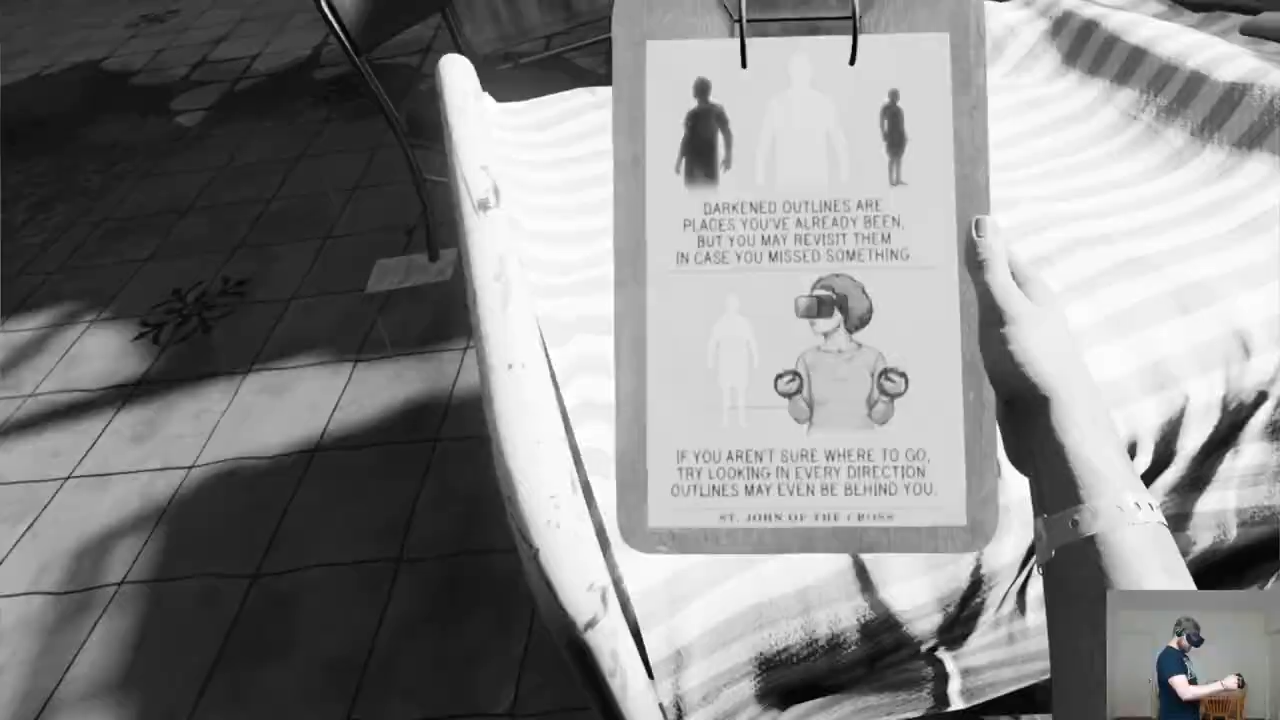 DARKENED OUTLINES ARE
PLACES YOU'VE ALREADY BEEN,
BUT YOU MAY REVISIT THEM
IN CASE YOU MISSED SOMETHING.
IF YOU AREN'T SURE WHERE TO GO,
TRY LOOKING IN EVERY DIRECTION
OUTLINES MAY EVEN BE BEHIND YOU.
ST. JOHN OF THE CROSS